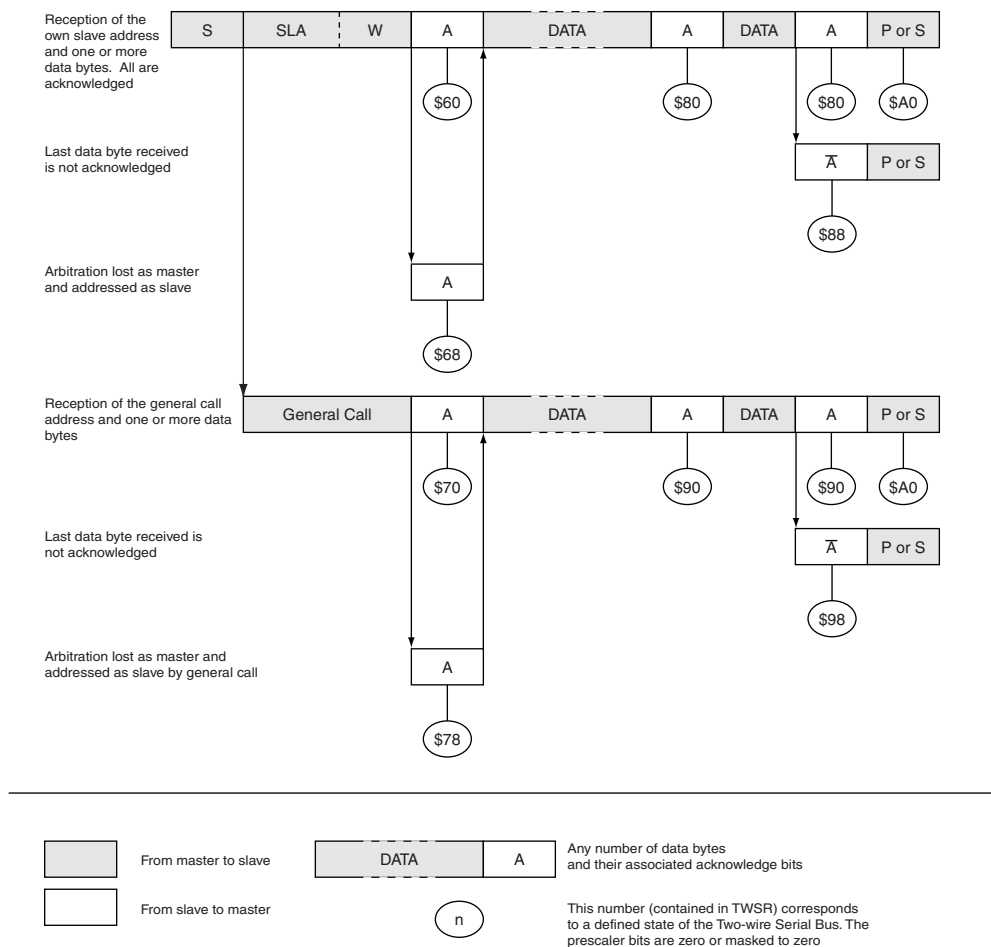 Reception of the
own slave address
and one or more
data bytes.  All are
acknowledged
S SLA W A DATA A DATA A P or S
$60 $80 $80 $A0
Last data byte received
is not acknowledged
A̅ P or S
$88
Arbitration lost as master
and addressed as slave
A
$68
Reception of the general call
address and one or more data
bytes
General Call A DATA A DATA A P or S
$70 $90 $90 $A0
Last data byte received is
not acknowledged
A̅ P or S
$98
Arbitration lost as master and
addressed as slave by general call
A
$78
From master to slave
DATA A
Any number of data bytes
and their associated acknowledge bits
From slave to master
n
This number (contained in TWSR) corresponds
to a defined state of the Two-wire Serial Bus. The
prescaler bits are zero or masked to zero